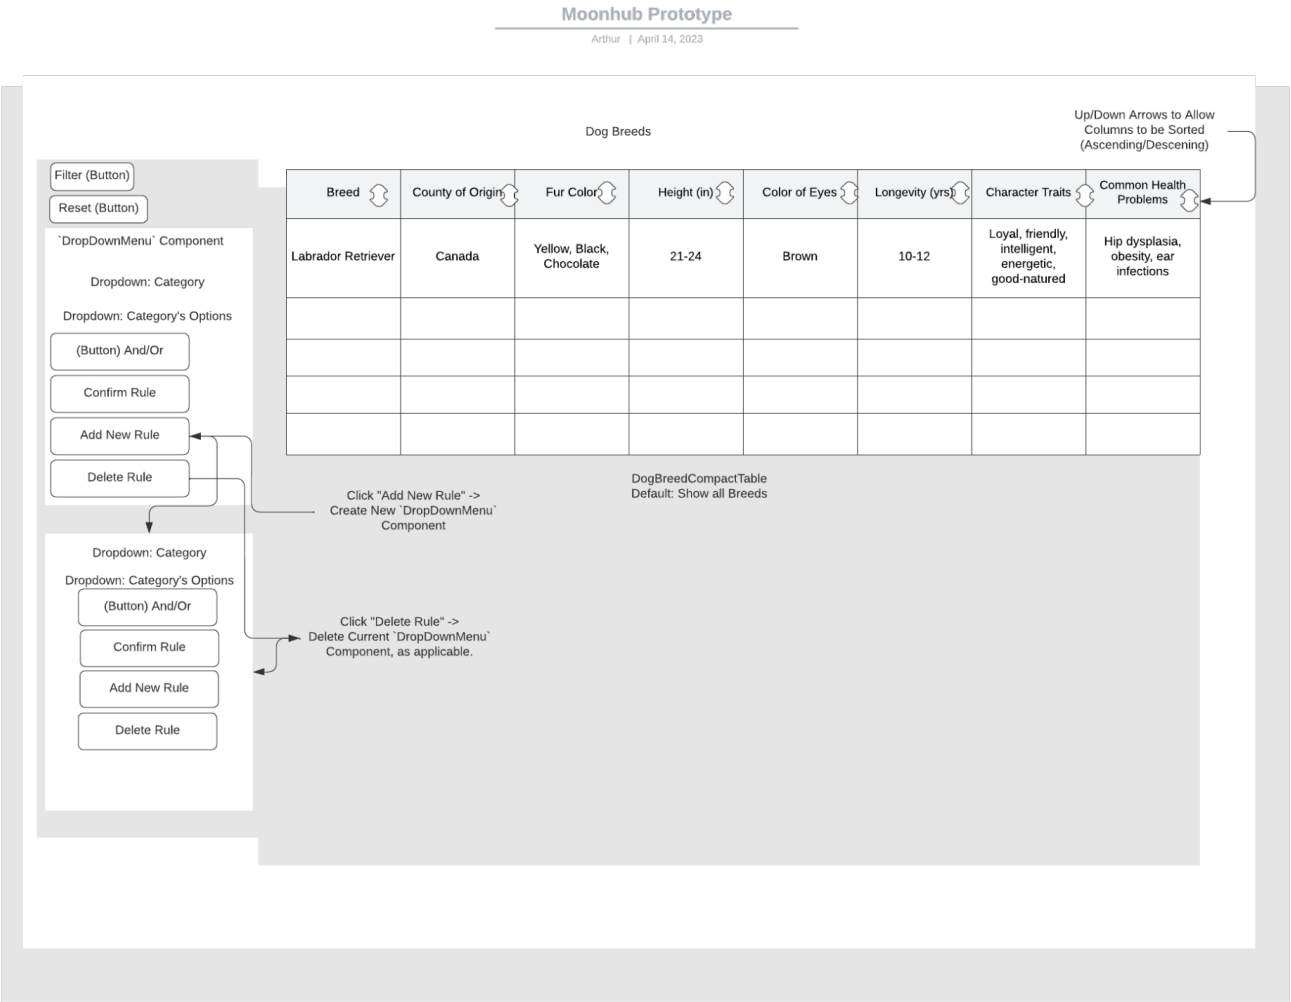 Moonhub Prototype
Arthur | April 14, 2023
Up/Down Arrows to Allow
Columns to be Sorted
(Ascending/Descening)
Dog Breeds
Filter (Button)
Reset (Button)
`DropDownMenu` Component
Dropdown: Category
Dropdown: Category's Options
(Button) And/Or
Confirm Rule
Add New Rule
Delete Rule
Breed
County of Origin
Fur Color
Height (in)
Color of Eyes
Longevity (yrs)
Character Traits
Common Health
Problems
Labrador Retriever
Canada
Yellow, Black,
Chocolate
21-24
Brown
10-12
Loyal, friendly,
intelligent,
energetic,
good-natured
Hip dysplasia,
obesity, ear
infections
DogBreedCompactTable
Default: Show all Breeds
Click "Add New Rule" ->
Create New `DropDownMenu`
Component
Dropdown: Category
Dropdown: Category's Options
(Button) And/Or
Confirm Rule
Add New Rule
Delete Rule
Click "Delete Rule" ->
Delete Current `DropDownMenu`
Component, as applicable.